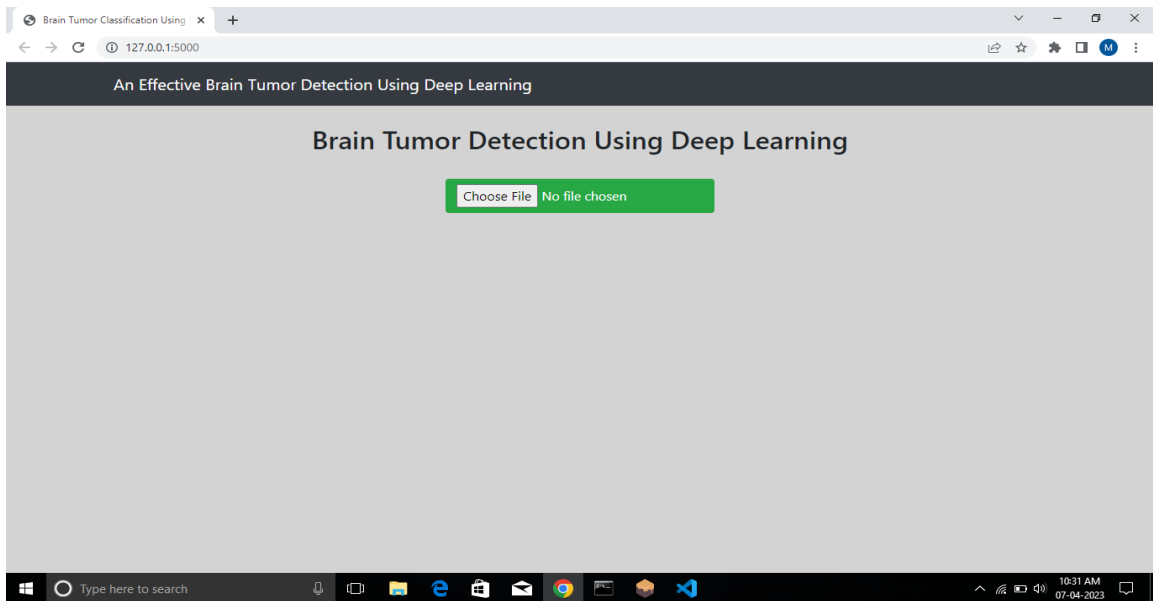 Brain Tumor Classification Using
127.0.0.1:5000
M
An Effective Brain Tumor Detection Using Deep Learning
Brain Tumor Detection Using Deep Learning
Choose File No file chosen
Type here to search
10:31 AM
07-04-2023